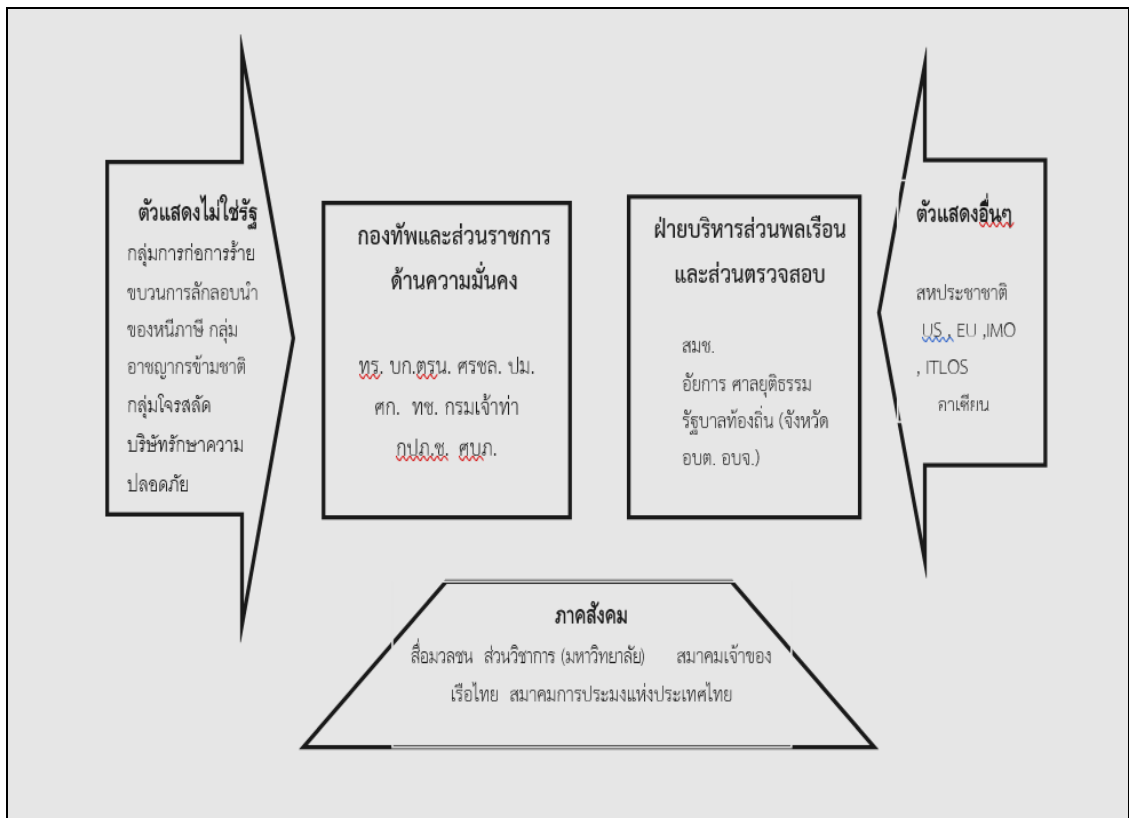 ตัวแสดงไม่ใช่รัฐ
กลุ่มการก่อการร้าย
ขบวนการลักลอบนำ
ของหนีภาษี กลุ่ม
อาชญากรข้ามชาติ
กลุ่มโจรสลัด
บริษัทรักษาความ
ปลอดภัย
กองทัพและส่วนราชการ
ด้านความมั่นคง
ทร. บก.ตรน. ศรชล. ปม.
ศก. ทช. กรมเจ้าท่า
กปภ.ช. ศบภ.
ฝ่ายบริหารส่วนพลเรือน
และส่วนตรวจสอบ
สมช.
อัยการ ศาลยุติธรรม
รัฐบาลท้องถิ่น (จังหวัด
อบต. อบจ.)
ตัวแสดงอื่นๆ
สหประชาชาติ
US , EU ,IMO
, ITLOS
อาเซียน
ภาคสังคม
สื่อมวลชน ส่วนวิชาการ (มหาวิทยาลัย) สมาคมเจ้าของ
เรือไทย สมาคมการประมงแห่งประเทศไทย